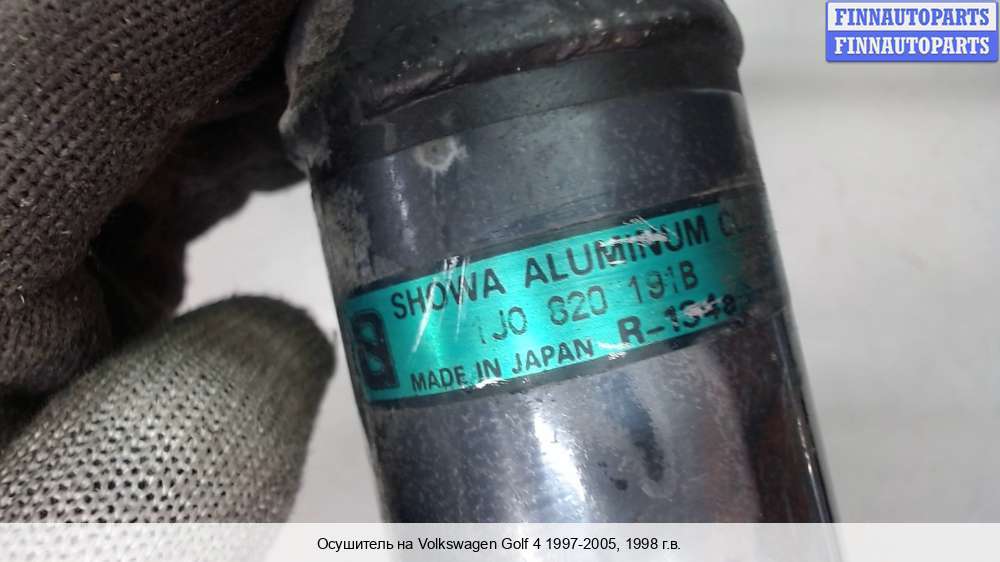 FINNAUTOPARTS
FINNAUTOPARTS
SHOWA ALUMINUM
1J0 820 191B
MADE IN JAPAN R-134a
Осушитель на Volkswagen Golf 4 1997-2005, 1998 г.в.